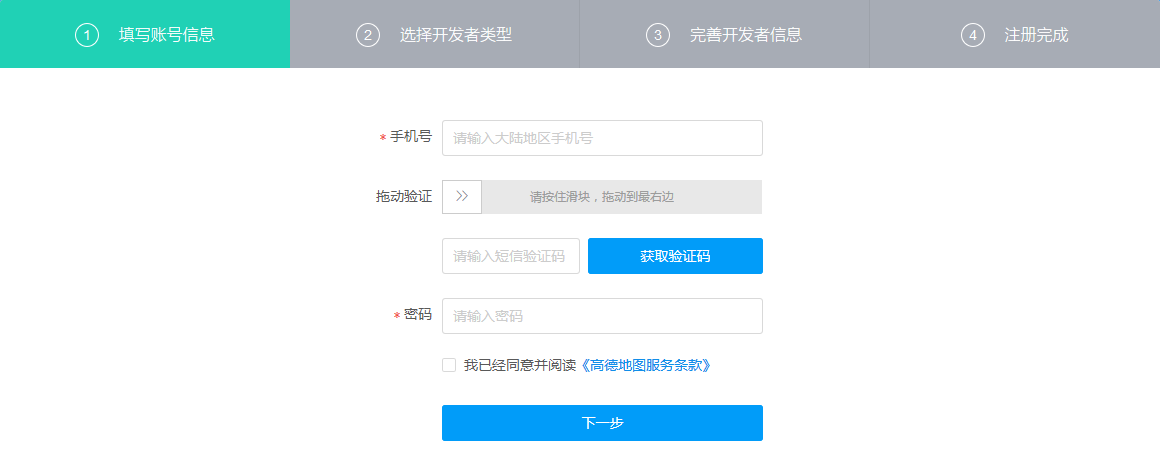 1 填写账号信息 2 选择开发者类型 3 完善开发者信息 4 注册完成
* 手机号 请输入大陆地区手机号
拖动验证 请按住滑块，拖动到最右边
请输入短信验证码 获取验证码
* 密码 请输入密码
我已经同意并阅读《高德地图服务条款》
下一步